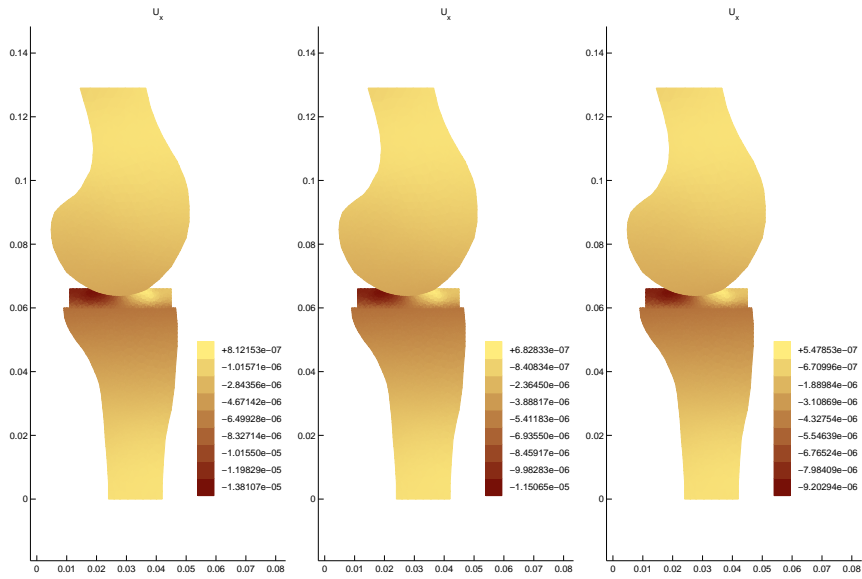 U_x
0.14
0.12
0.1
0.08
0.06
0.04
0.02
0
+8.12153e−07
−1.01571e−06
−2.84356e−06
−4.67142e−06
−6.49928e−06
−8.32714e−06
−1.01550e−05
−1.19829e−05
−1.38107e−05
0 0.01 0.02 0.03 0.04 0.05 0.06 0.07 0.08
U_x
0.14
0.12
0.1
0.08
0.06
0.04
0.02
0
+6.82833e−07
−8.40834e−07
−2.36450e−06
−3.88817e−06
−5.41183e−06
−6.93550e−06
−8.45917e−06
−9.98283e−06
−1.15065e−05
0 0.01 0.02 0.03 0.04 0.05 0.06 0.07 0.08
U_x
0.14
0.12
0.1
0.08
0.06
0.04
0.02
0
+5.47853e−07
−6.70996e−07
−1.88984e−06
−3.10869e−06
−4.32754e−06
−5.54639e−06
−6.76524e−06
−7.98409e−06
−9.20294e−06
0 0.01 0.02 0.03 0.04 0.05 0.06 0.07 0.08